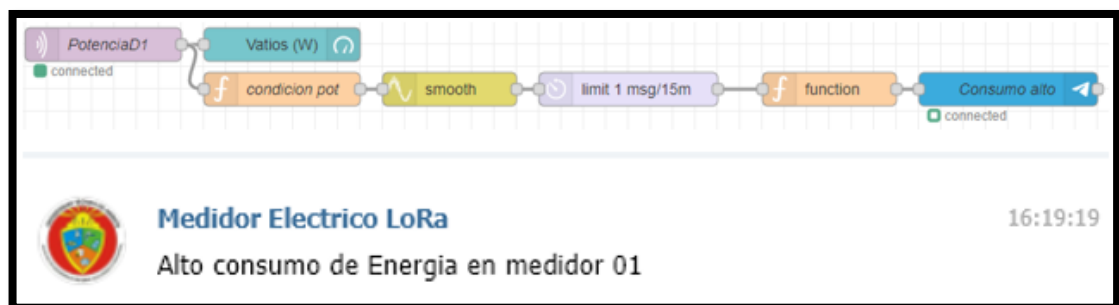 PotenciaD1
connected
Vatios (W)
condicion pot
smooth
limit 1 msg/15m
function
Consumo alto
connected
Medidor Electrico LoRa
16:19:19
Alto consumo de Energia en medidor 01